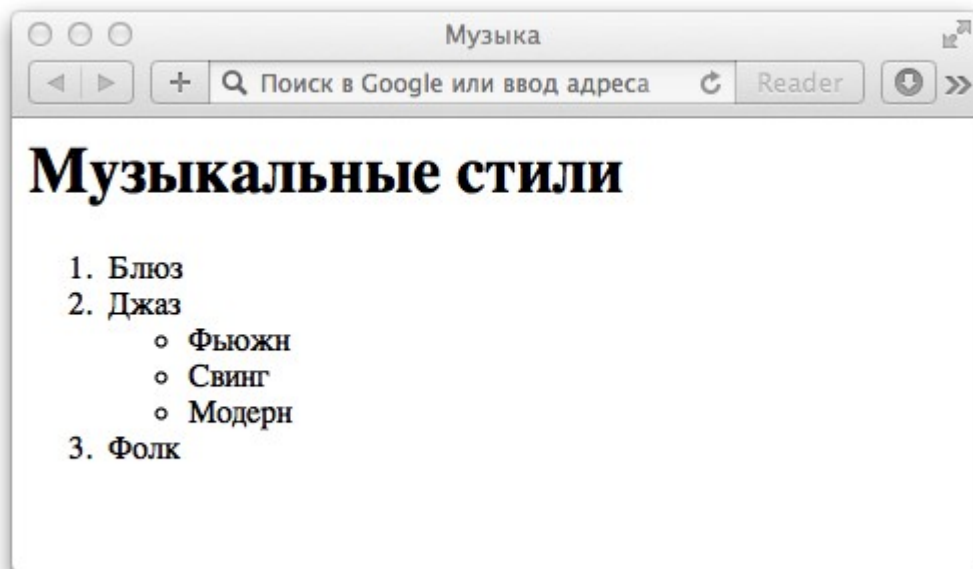 Музыка
Поиск в Google или ввод адреса Reader
Музыкальные стили
1. Блюз
2. Джаз
Фьюжн
Свинг
Модерн
3. Фолк